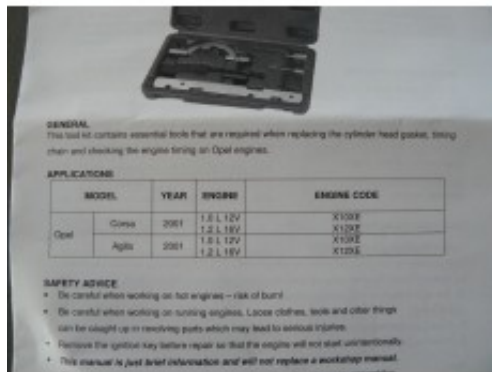 GENERAL
This tool kit contains essential tools that are required when replacing the cylinder head gasket, timing
chain and checking the engine timing on Opel engines.
APPLICATIONS
MODEL YEAR ENGINE ENGINE CODE
Opel Corsa 2001 1.0 L 12V X10XE
1.2 L 16V X12XE
Agila 2001 1.0 L 12V X10XE
1.2 L 16V X12XE
SAFETY ADVICE
• Be careful when working on hot engines – risk of burn!
• Be careful when working on running engines. Loose clothes, tools and other things
can be caught up in revolving parts which may lead to serious injuries.
• Remove the ignition key before repair so that the engine will not start unintentionally.
• This manual is just brief information and will not replace a workshop manual.